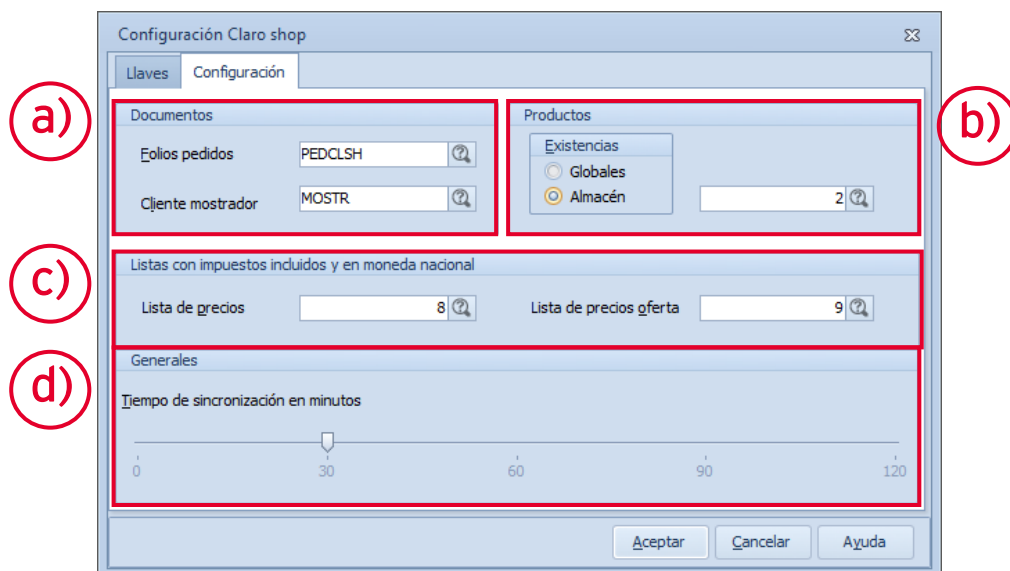 Configuración Claro shop
Llaves Configuración
a)
Documentos
Folios pedidos PEDCLSH
Cliente mostrador MOSTR
b)
Productos
Existencias
Globales
Almacén 2
c)
Listas con impuestos incluidos y en moneda nacional
Lista de precios 8 Lista de precios oferta 9
d)
Generales
Tiempo de sincronización en minutos
0 30 60 90 120
Aceptar Cancelar Ayuda